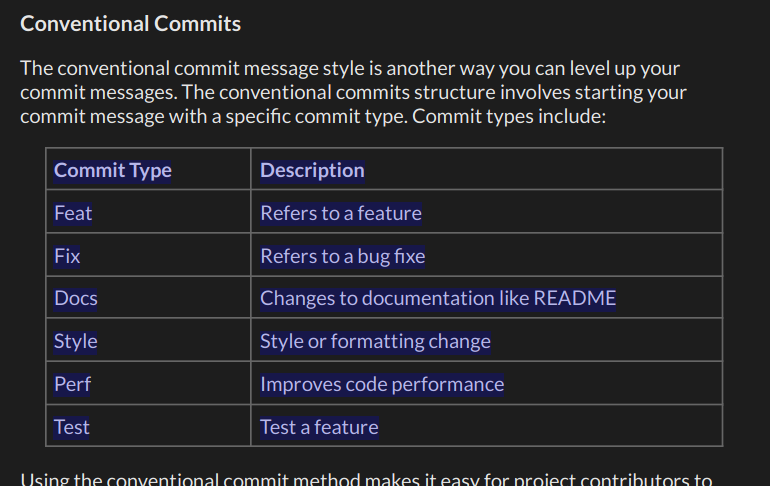 Conventional Commits
The conventional commit message style is another way you can level up your
commit messages. The conventional commits structure involves starting your
commit message with a specific commit type. Commit types include:
Commit Type Description
Feat Refers to a feature
Fix Refers to a bug fixe
Docs Changes to documentation like README
Style Style or formatting change
Perf Improves code performance
Test Test a feature
Using the conventional commit method makes it easy for project contributors to